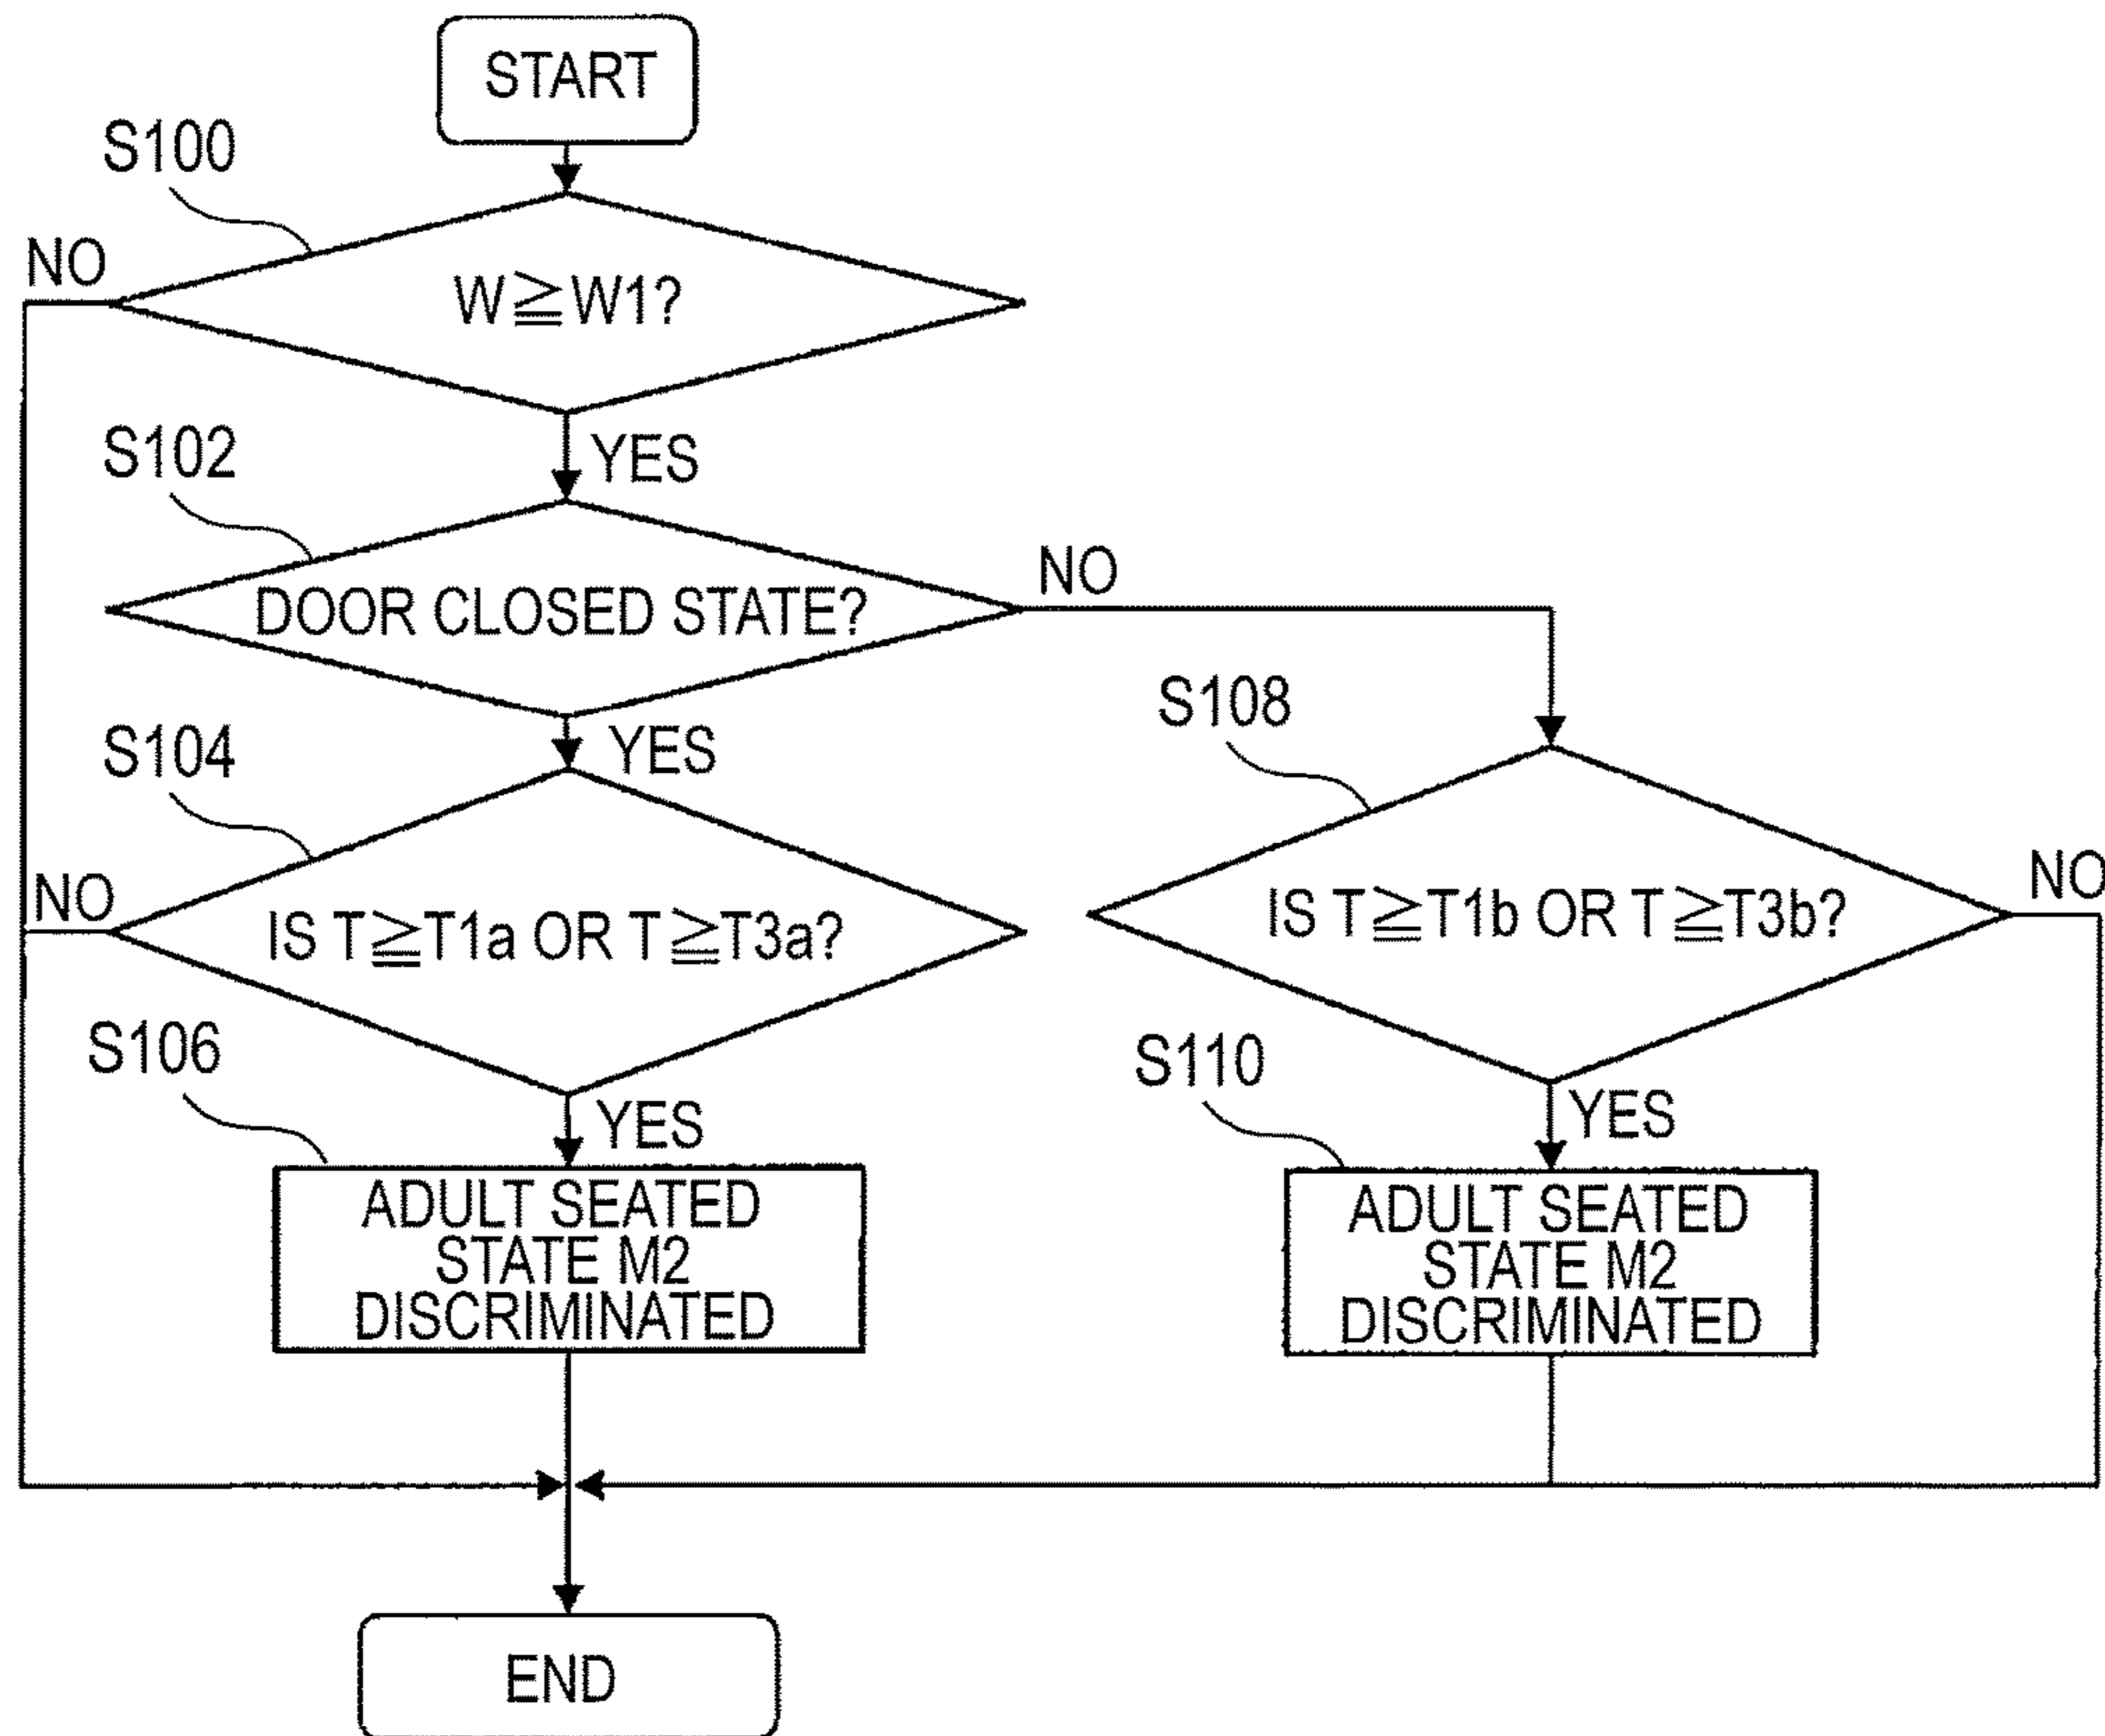 START
S100
NO
W≧W1?
YES
S102
NO
DOOR CLOSED STATE?
YES
S104
S108
NO
IS T≧T1a OR T≧T3a?
NO
IS T≧T1b OR T≧T3b?
YES
S106
YES
S110
ADULT SEATED
STATE M2
DISCRIMINATED
ADULT SEATED
STATE M2
DISCRIMINATED
END